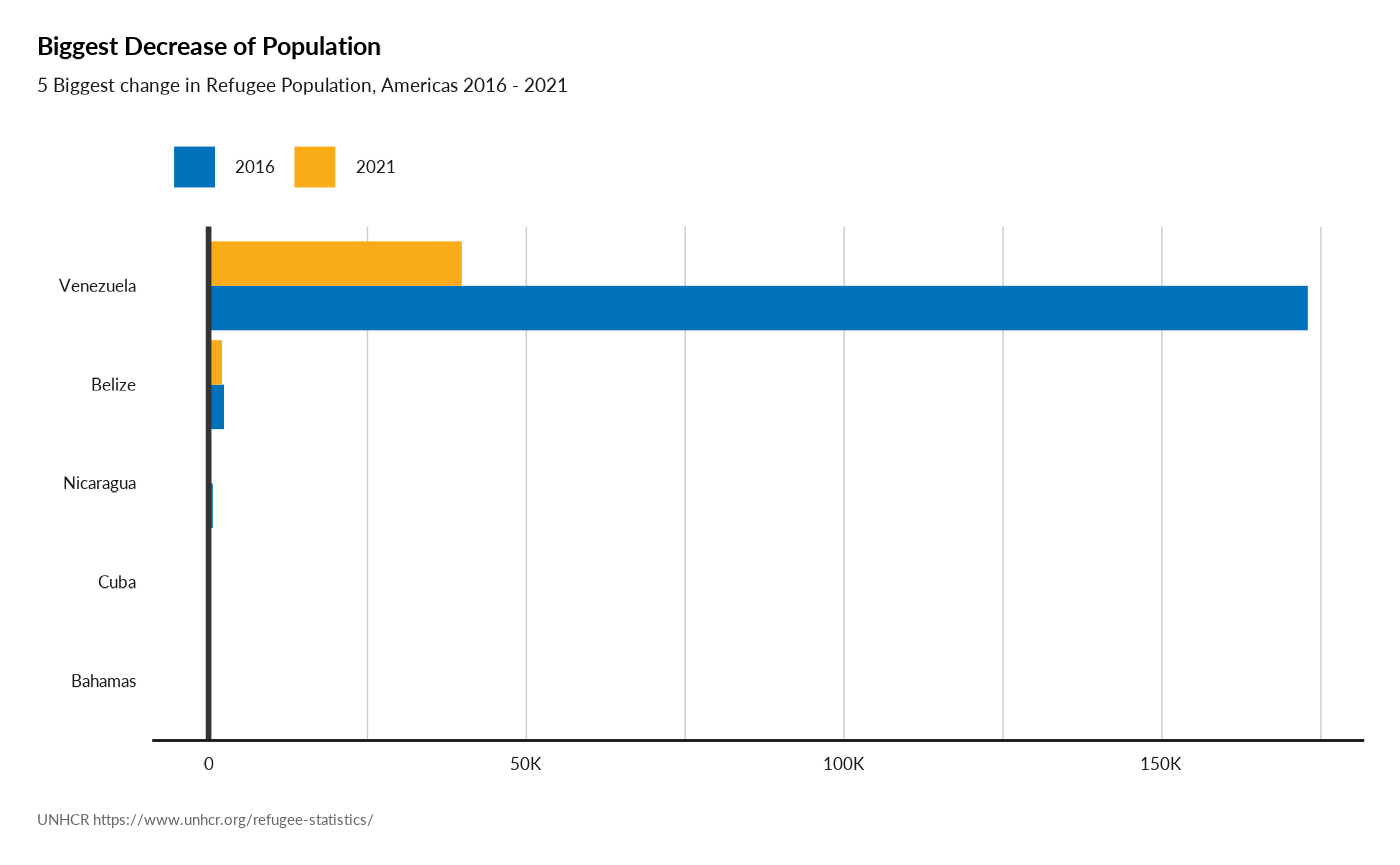 Biggest Decrease of Population
5 Biggest change in Refugee Population, Americas 2016 - 2021
2016 2021
Venezuela
Belize
Nicaragua
Cuba
Bahamas
0 50K 100K 150K
UNHCR https://www.unhcr.org/refugee-statistics/